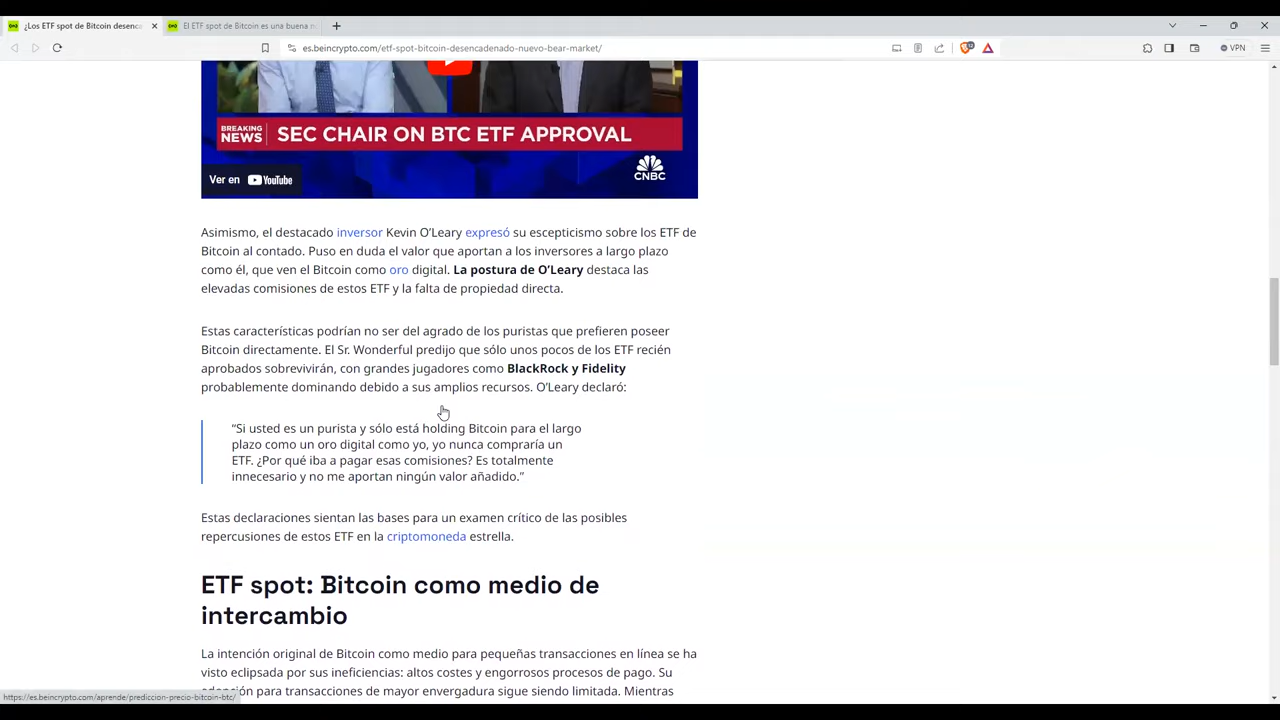 ¿Los ETF spot de Bitcoin desenca
El ETF spot de Bitcoin es una buena n
es.beincrypto.com/etf-spot-bitcoin-desencadenado-nuevo-bear-market/
VPN
BREAKING NEWS
SEC CHAIR ON BTC ETF APPROVAL
Ver en YouTube
CNBC
Asimismo, el destacado inversor Kevin O’Leary expresó su escepticismo sobre los ETF de
Bitcoin al contado. Puso en duda el valor que aportan a los inversores a largo plazo
como él, que ven el Bitcoin como oro digital. La postura de O’Leary destaca las
elevadas comisiones de estos ETF y la falta de propiedad directa.
Estas características podrían no ser del agrado de los puristas que prefieren poseer
Bitcoin directamente. El Sr. Wonderful predijo que sólo unos pocos de los ETF recién
aprobados sobrevivirán, con grandes jugadores como BlackRock y Fidelity
probablemente dominando debido a sus amplios recursos. O’Leary declaró:
“Si usted es un purista y sólo está holding Bitcoin para el largo
plazo como un oro digital como yo, yo nunca compraría un
ETF. ¿Por qué iba a pagar esas comisiones? Es totalmente
innecesario y no me aportan ningún valor añadido.”
Estas declaraciones sientan las bases para un examen crítico de las posibles
repercusiones de estos ETF en la criptomoneda estrella.
ETF spot: Bitcoin como medio de
intercambio
La intención original de Bitcoin como medio para pequeñas transacciones en línea se ha
visto eclipsada por sus ineficiencias: altos costes y engorrosos procesos de pago. Su
adopción para transacciones de mayor envergadura sigue siendo limitada. Mientras
https://es.beincrypto.com/aprende/prediccion-precio-bitcoin-btc/